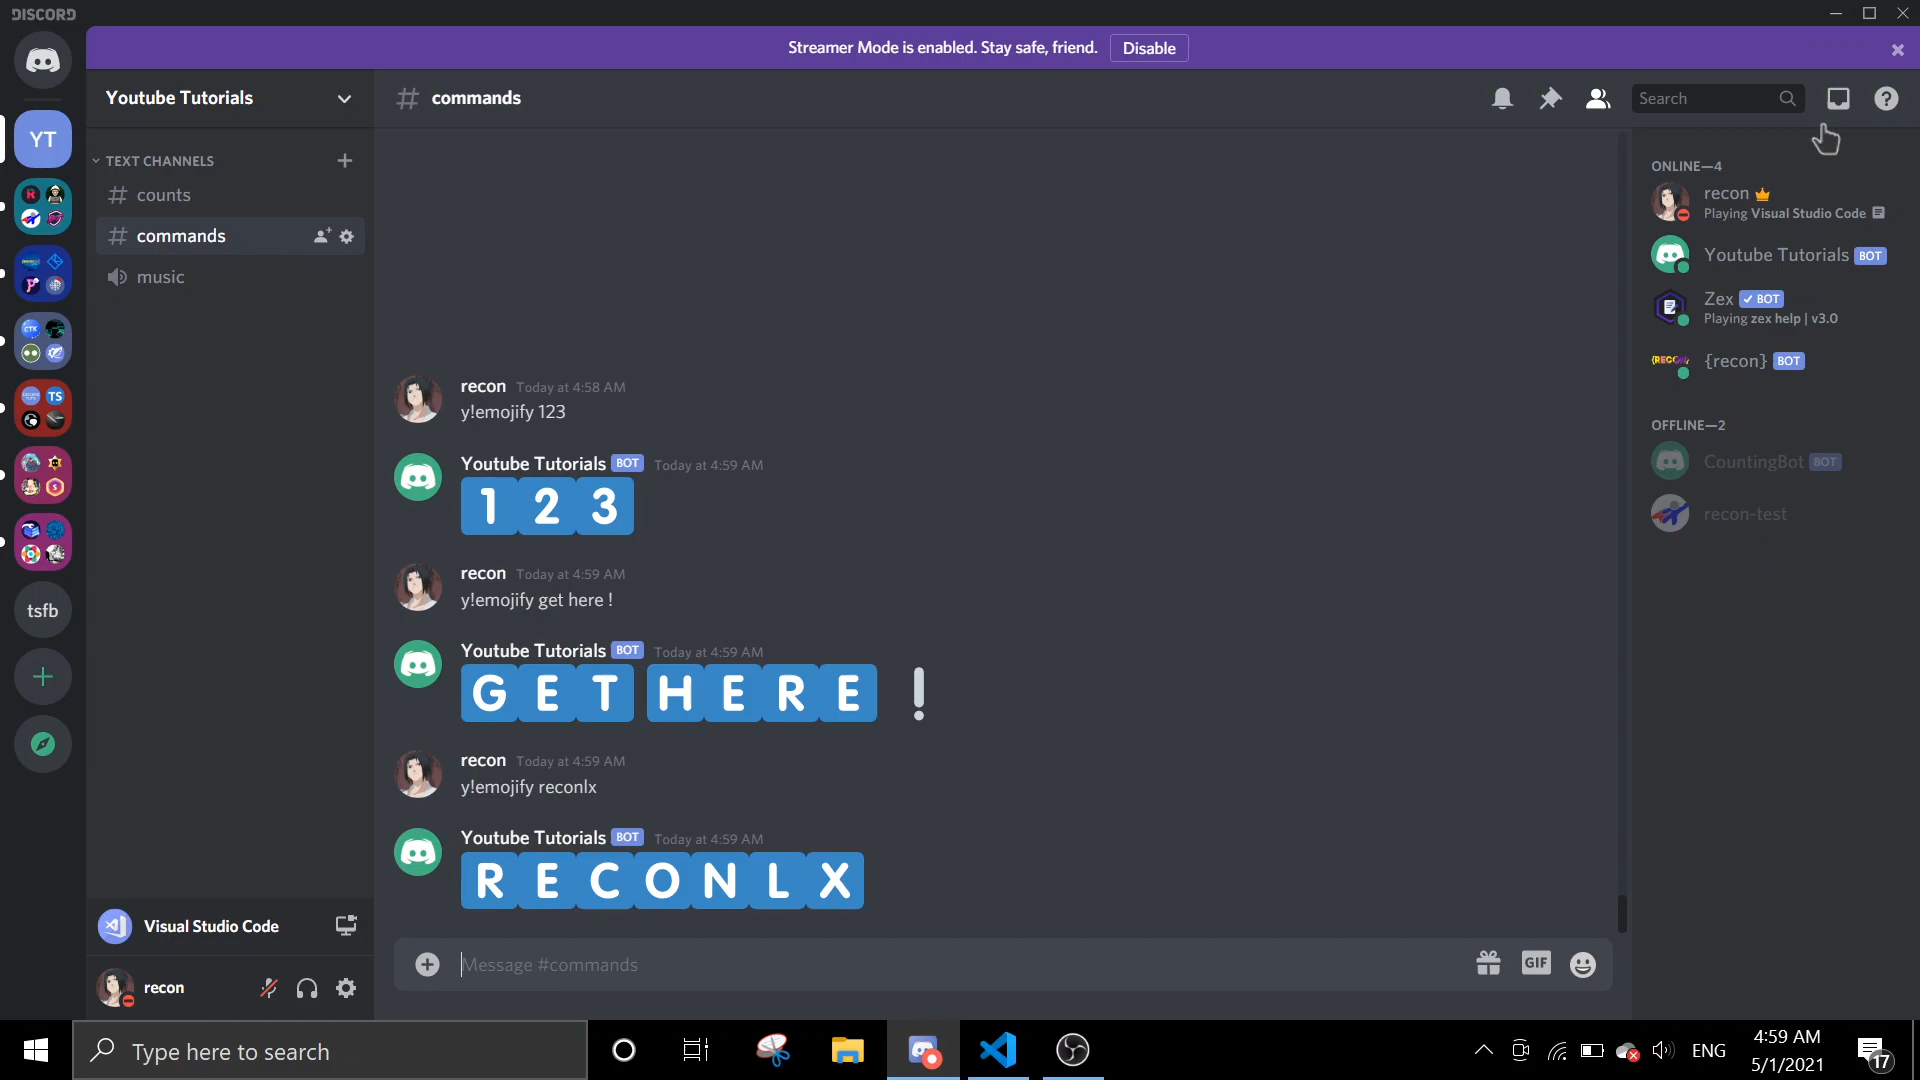 DISCORD
Streamer Mode is enabled. Stay safe, friend. Disable
Youtube Tutorials
commands
Search
YT
TEXT CHANNELS
counts
commands
music
tsfb
recon Today at 4:58 AM
y!emojify 123
Youtube Tutorials BOT Today at 4:59 AM
1 2 3
recon Today at 4:59 AM
y!emojify get here !
Youtube Tutorials BOT Today at 4:59 AM
G E T H E R E !
recon Today at 4:59 AM
y!emojify reconlx
Youtube Tutorials BOT Today at 4:59 AM
R E C O N L X
Message #commands
GIF
ONLINE—4
recon
Playing Visual Studio Code
Youtube Tutorials BOT
Zex ✓ BOT
Playing zex help | v3.0
{recon} BOT
OFFLINE—2
CountingBot BOT
recon-test
Visual Studio Code
recon
Type here to search
ENG
4:59 AM
5/1/2021
17